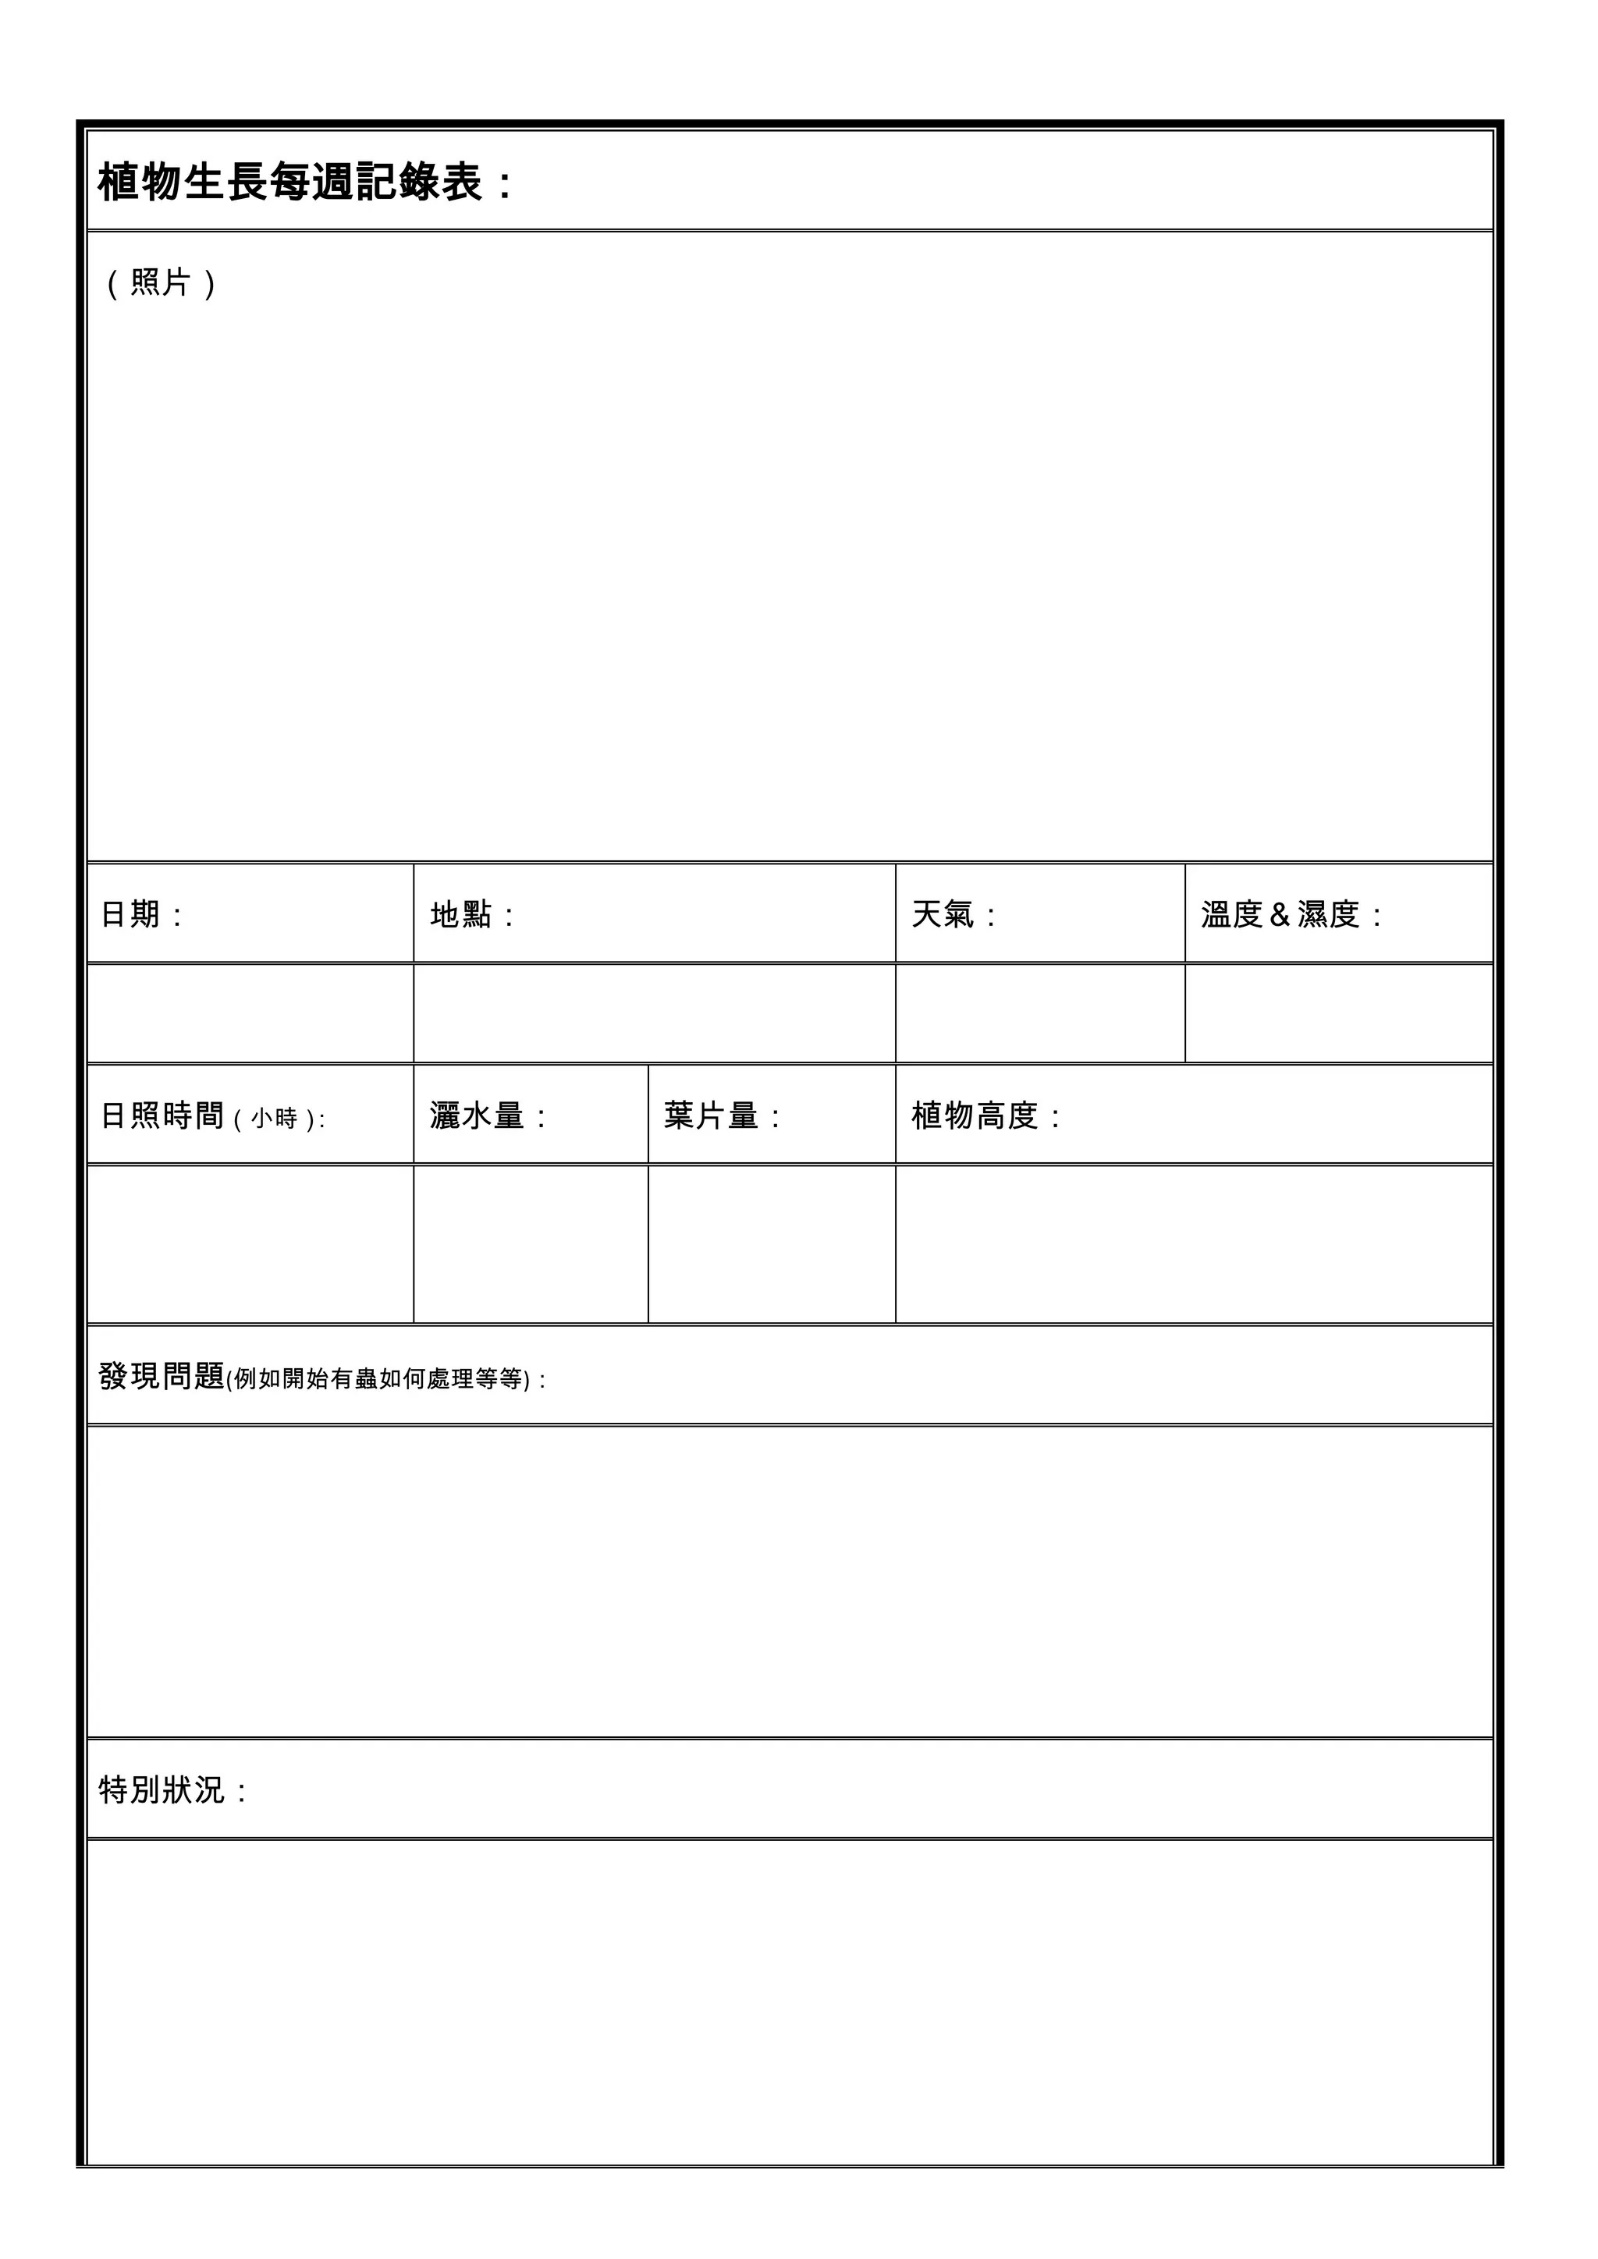 植物生長每週記錄表：
（照片）
日期： 地點： 天氣： 溫度＆濕度：
日照時間（小時）： 灑水量： 葉片量： 植物高度：
發現問題(例如開始有蟲如何處理等等)：
特別狀況：